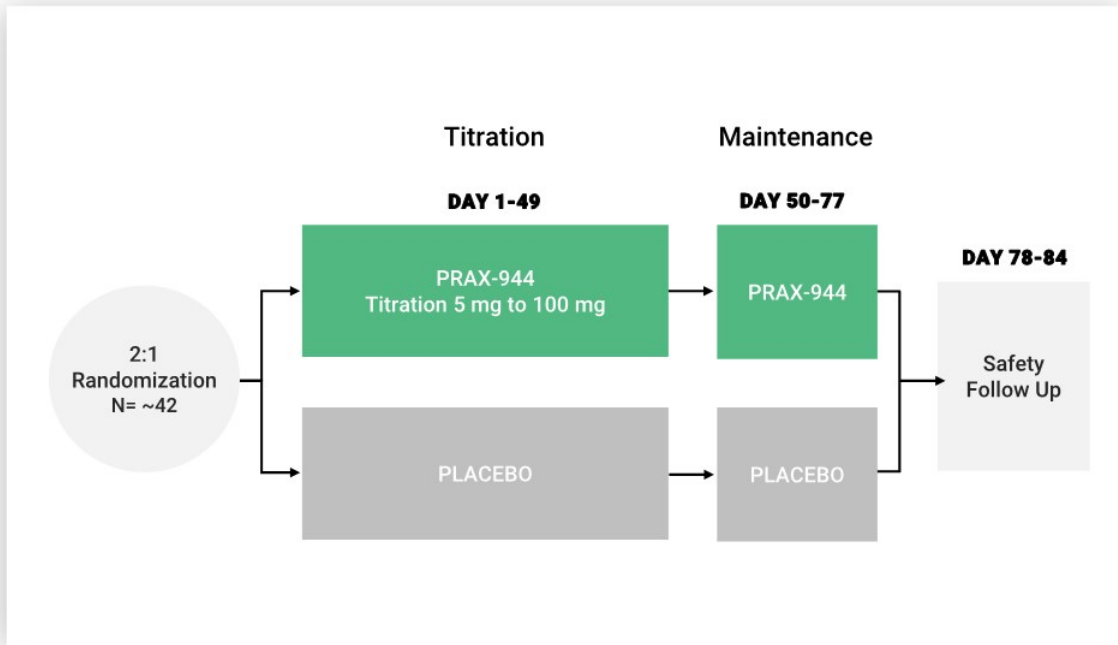 Titration
Maintenance
DAY 1-49
DAY 50-77
DAY 78-84
2:1
Randomization
N= ~42
PRAX-944
Titration 5 mg to 100 mg
PRAX-944
PLACEBO
PLACEBO
Safety
Follow Up